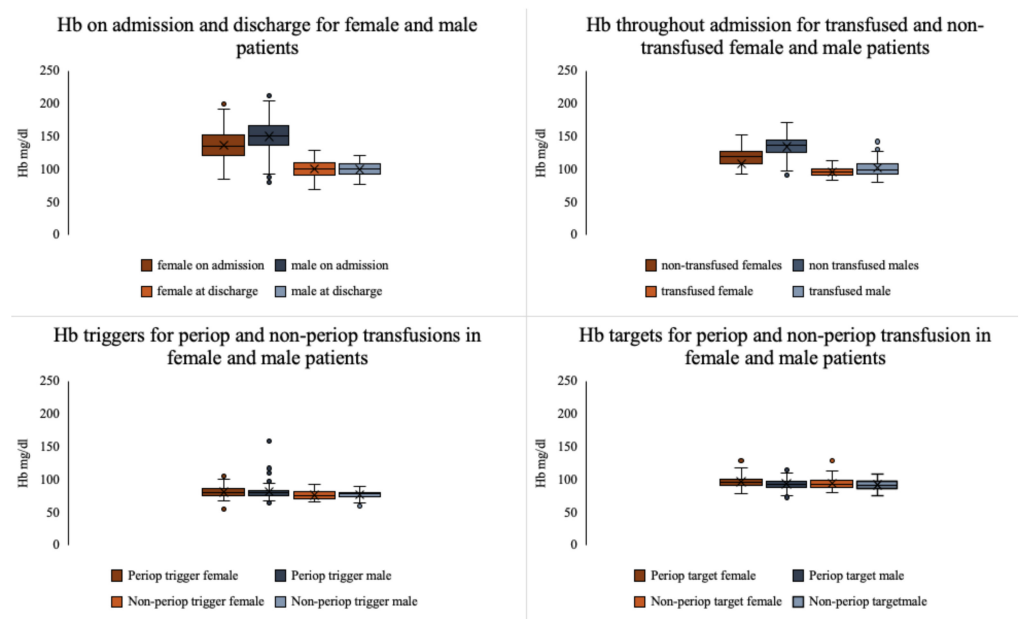 Hb on admission and discharge for female and male
patients
250
200
150
100
50
0
Hb mg/dl
female on admission
male on admission
female at discharge
male at discharge
Hb throughout admission for transfused and non-
transfused female and male patients
250
200
150
100
50
0
Hb mg/dl
non-transfused females
non transfused males
transfused female
transfused male
Hb triggers for periop and non-periop transfusions in
female and male patients
250
200
150
100
50
0
Hb mg/dl
Periop trigger female
Periop trigger male
Non-periop trigger female
Non-periop trigger male
Hb targets for periop and non-periop transfusion in
female and male patients
250
200
150
100
50
0
Hb mg/dl
Periop target female
Periop target male
Non-periop target female
Non-periop targetmale